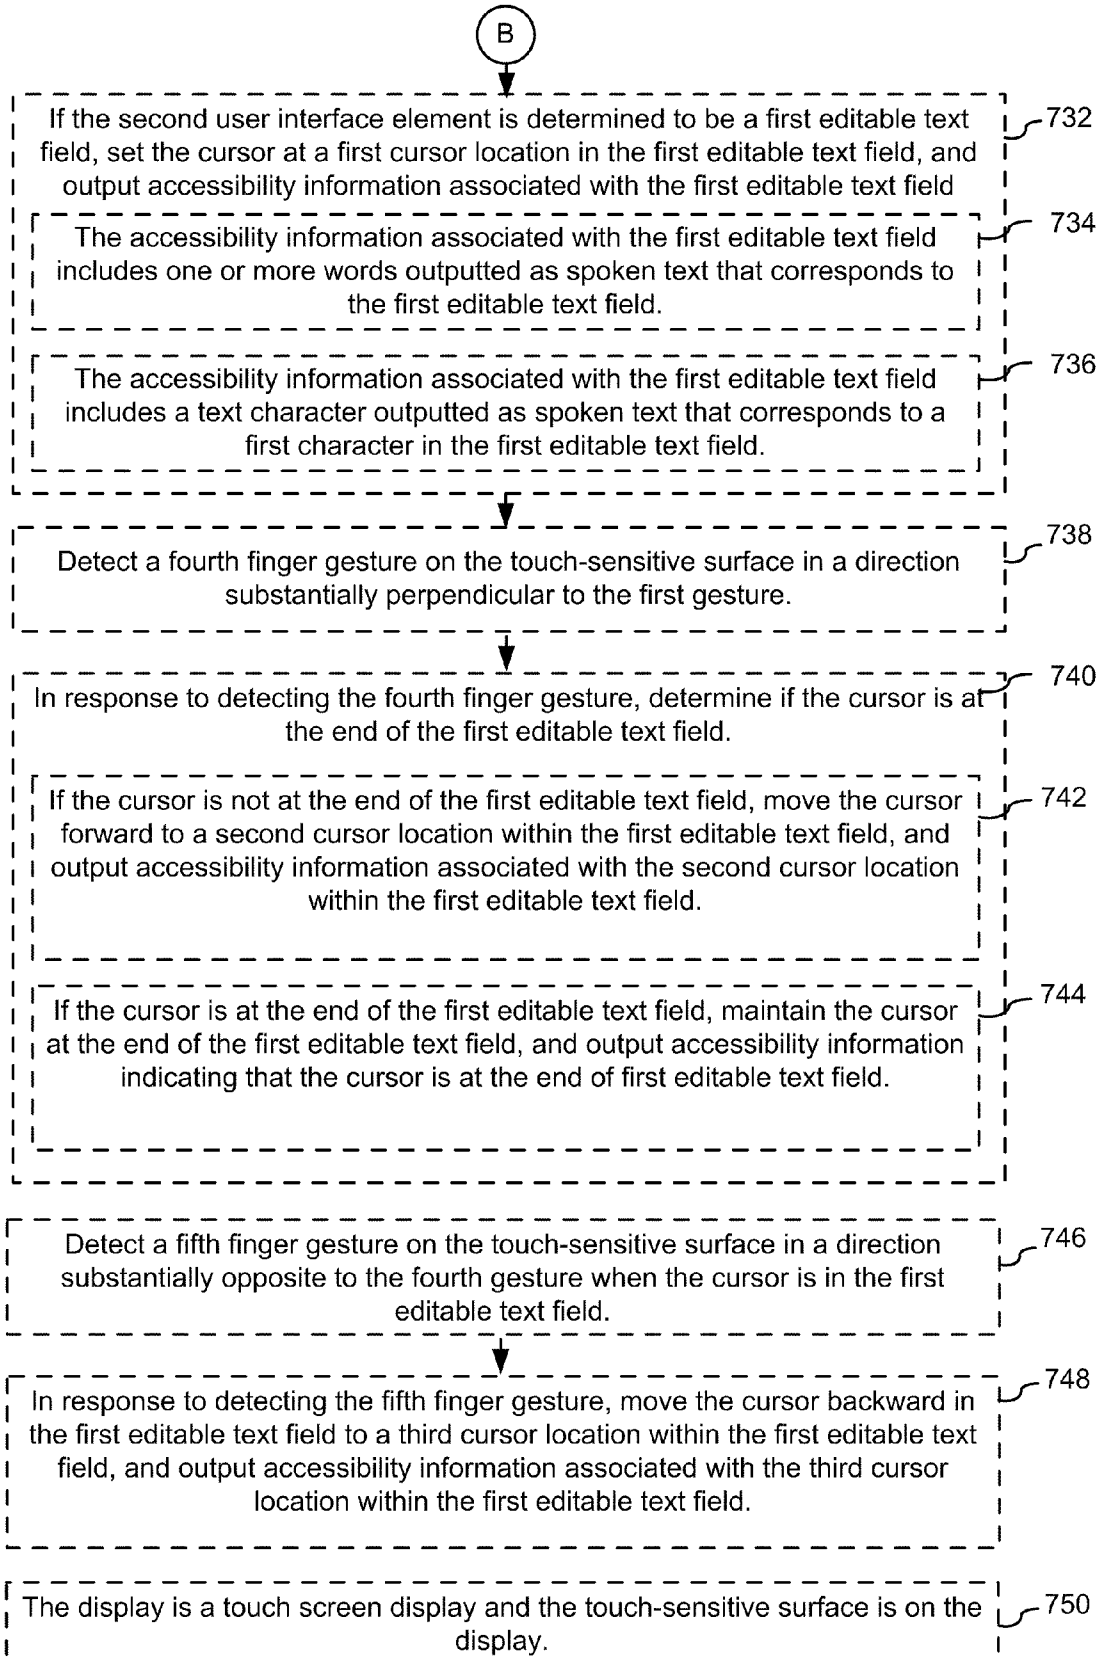 B
If the second user interface element is determined to be a first editable text
field, set the cursor at a first cursor location in the first editable text field, and
output accessibility information associated with the first editable text field
732
The accessibility information associated with the first editable text field
includes one or more words outputted as spoken text that corresponds to
the first editable text field.
734
The accessibility information associated with the first editable text field
includes a text character outputted as spoken text that corresponds to a
first character in the first editable text field.
736
Detect a fourth finger gesture on the touch-sensitive surface in a direction
substantially perpendicular to the first gesture.
738
In response to detecting the fourth finger gesture, determine if the cursor is at
the end of the first editable text field.
740
If the cursor is not at the end of the first editable text field, move the cursor
forward to a second cursor location within the first editable text field, and
output accessibility information associated with the second cursor location
within the first editable text field.
742
If the cursor is at the end of the first editable text field, maintain the cursor
at the end of the first editable text field, and output accessibility information
indicating that the cursor is at the end of first editable text field.
744
Detect a fifth finger gesture on the touch-sensitive surface in a direction
substantially opposite to the fourth gesture when the cursor is in the first
editable text field.
746
In response to detecting the fifth finger gesture, move the cursor backward in
the first editable text field to a third cursor location within the first editable text
field, and output accessibility information associated with the third cursor
location within the first editable text field.
748
The display is a touch screen display and the touch-sensitive surface is on the
display.
750